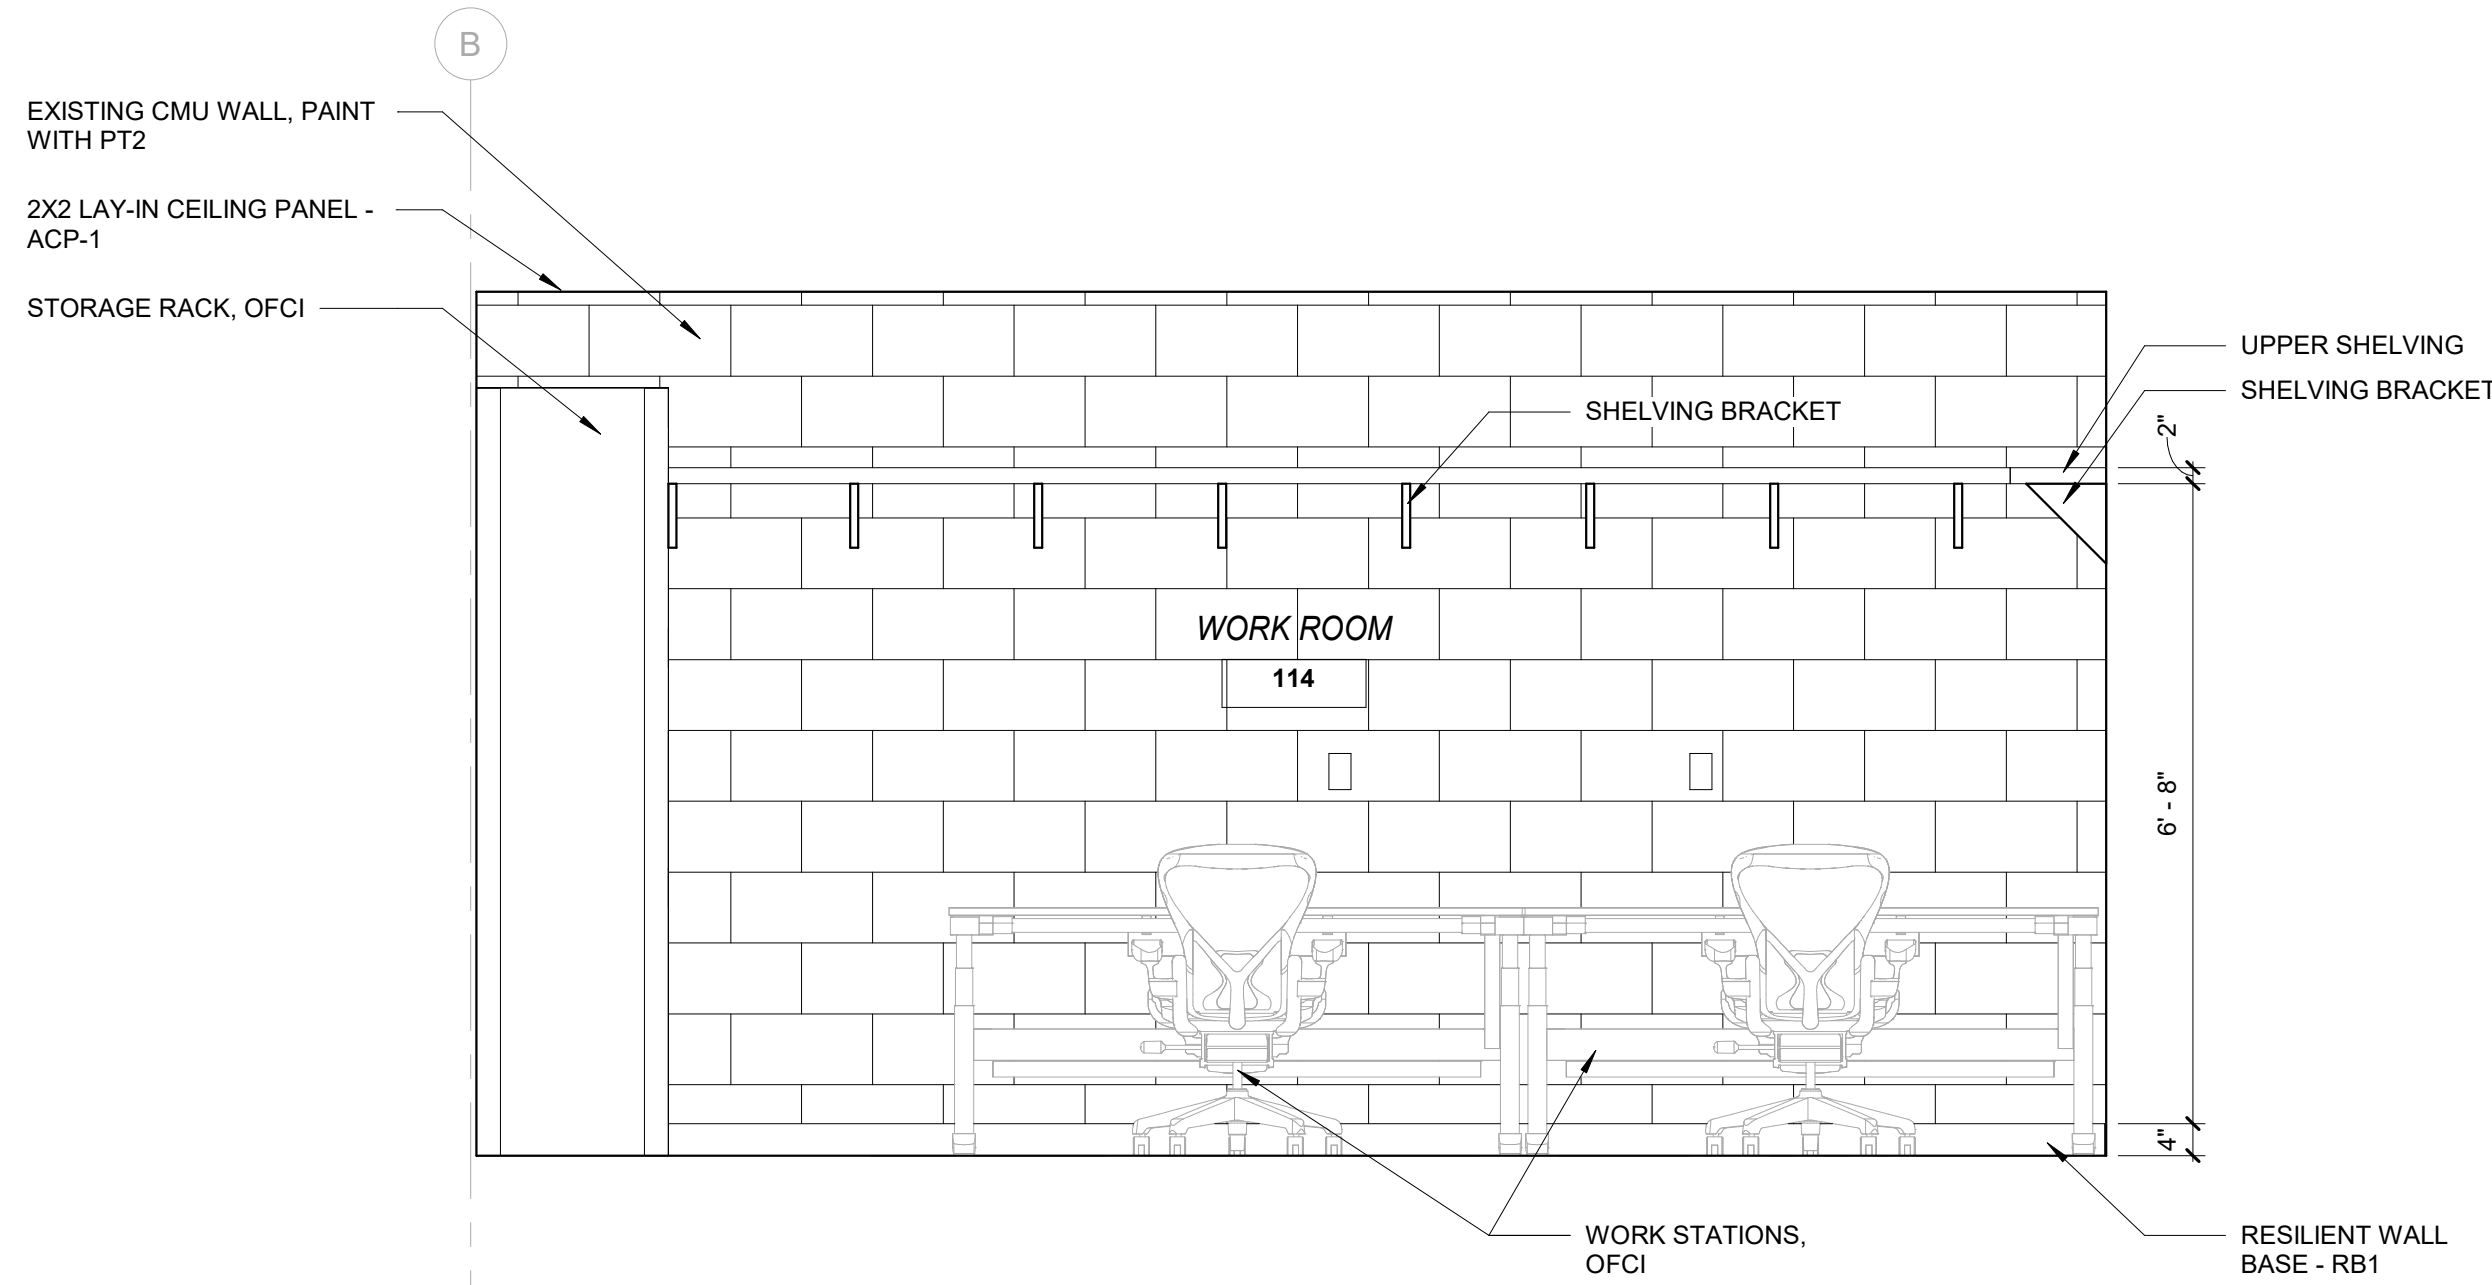 B
EXISTING CMU WALL, PAINT
WITH PT2
2X2 LAY-IN CEILING PANEL -
ACP-1
STORAGE RACK, OFCI
UPPER SHELVING
SHELVING BRACKET
SHELVING BRACKET
2"
WORK ROOM
114
6' - 8"
4"
WORK STATIONS,
OFCI
RESILIENT WALL
BASE - RB1